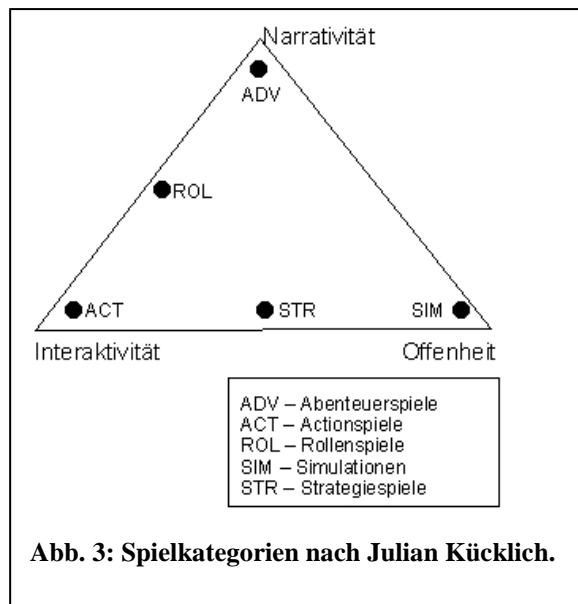 Narrativität
ADV
ROL
ACT
STR
SIM
Interaktivität
Offenheit
ADV – Abenteuerspiele
ACT – Actionspiele
ROL – Rollenspiele
SIM – Simulationen
STR – Strategiespiele
Abb. 3: Spielkategorien nach Julian Kücklich.